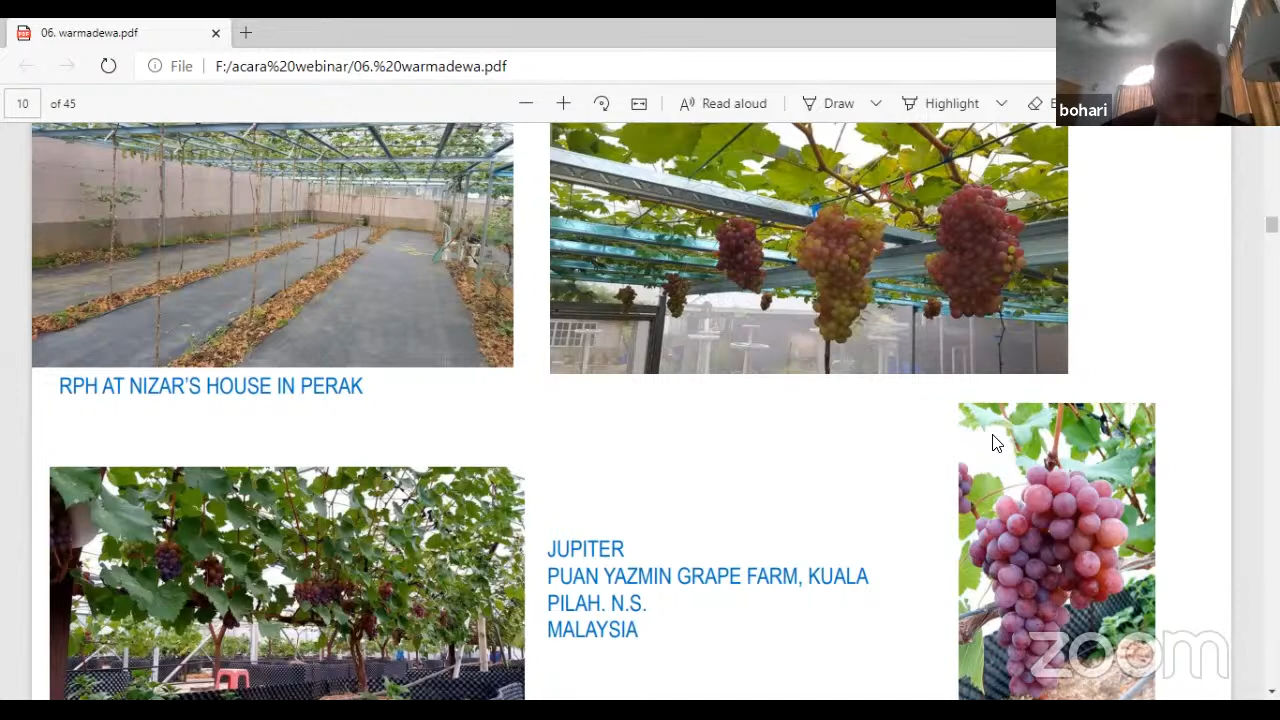 06. warmadewa.pdf
File
F:/acara%20webinar/06.%20warmadewa.pdf
bohari
10
of 45
Read aloud
Draw
Highlight
RPH AT NIZAR'S HOUSE IN PERAK
JUPITER
PUAN YAZMIN GRAPE FARM, KUALA
PILAH. N.S.
MALAYSIA
zoom